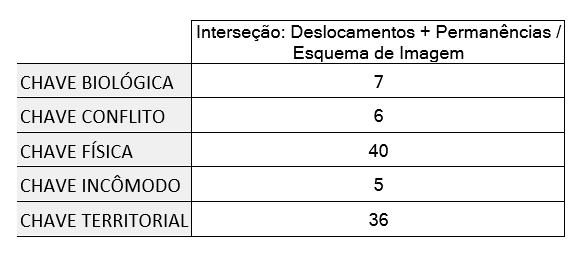 Interseção: Deslocamentos + Permanências /
Esquema de Imagem
CHAVE BIOLÓGICA 7
CHAVE CONFLITO 6
CHAVE FÍSICA 40
CHAVE INCÔMODO 5
CHAVE TERRITORIAL 36